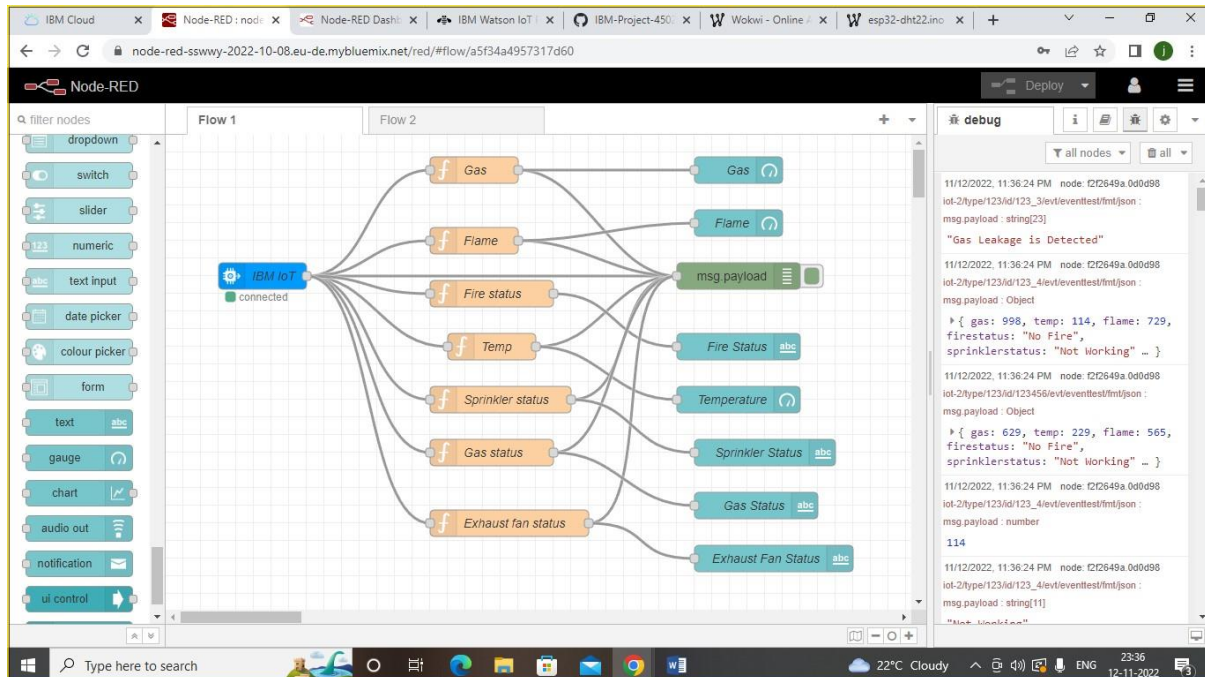 IBM Cloud
Node-RED : node
Node-RED Dashb
IBM Watson IoT
IBM-Project-450
Wokwi - Online
esp32-dht22.ino
node-red-sswwy-2022-10-08.eu-de.mybluemix.net/red/#flow/a5f34a4957317d60
j
Node-RED
Deploy
filter nodes
Flow 1
Flow 2
debug
all nodes
all
dropdown
switch
slider
numeric
text input
date picker
colour picker
form
text
gauge
chart
audio out
notification
ui control
IBM IoT
connected
Gas
Flame
Fire status
Temp
Sprinkler status
Gas status
Exhaust fan status
Gas
Flame
msg.payload
Fire Status abc
Temperature
Sprinkler Status abc
Gas Status abc
Exhaust Fan Status abc
11/12/2022, 11:36:24 PM node: f2f2649a.0d0d98
iot-2/type/123/id/123_3/evt/eventtest/fmt/json :
msg.payload : string[23]
"Gas Leakage is Detected"
11/12/2022, 11:36:24 PM node: f2f2649a.0d0d98
iot-2/type/123/id/123_4/evt/eventtest/fmt/json :
msg.payload : Object
{ gas: 998, temp: 114, flame: 729,
firestatus: "No Fire",
sprinklerstatus: "Not Working" … }
11/12/2022, 11:36:24 PM node: f2f2649a.0d0d98
iot-2/type/123/id/123456/evt/eventtest/fmt/json :
msg.payload : Object
{ gas: 629, temp: 229, flame: 565,
firestatus: "No Fire",
sprinklerstatus: "Not Working" … }
11/12/2022, 11:36:24 PM node: f2f2649a.0d0d98
iot-2/type/123/id/123_4/evt/eventtest/fmt/json :
msg.payload : number
114
11/12/2022, 11:36:24 PM node: f2f2649a.0d0d98
iot-2/type/123/id/123_4/evt/eventtest/fmt/json :
msg.payload : string[11]
"Not Working"
Type here to search
22°C Cloudy
ENG
23:36
12-11-2022